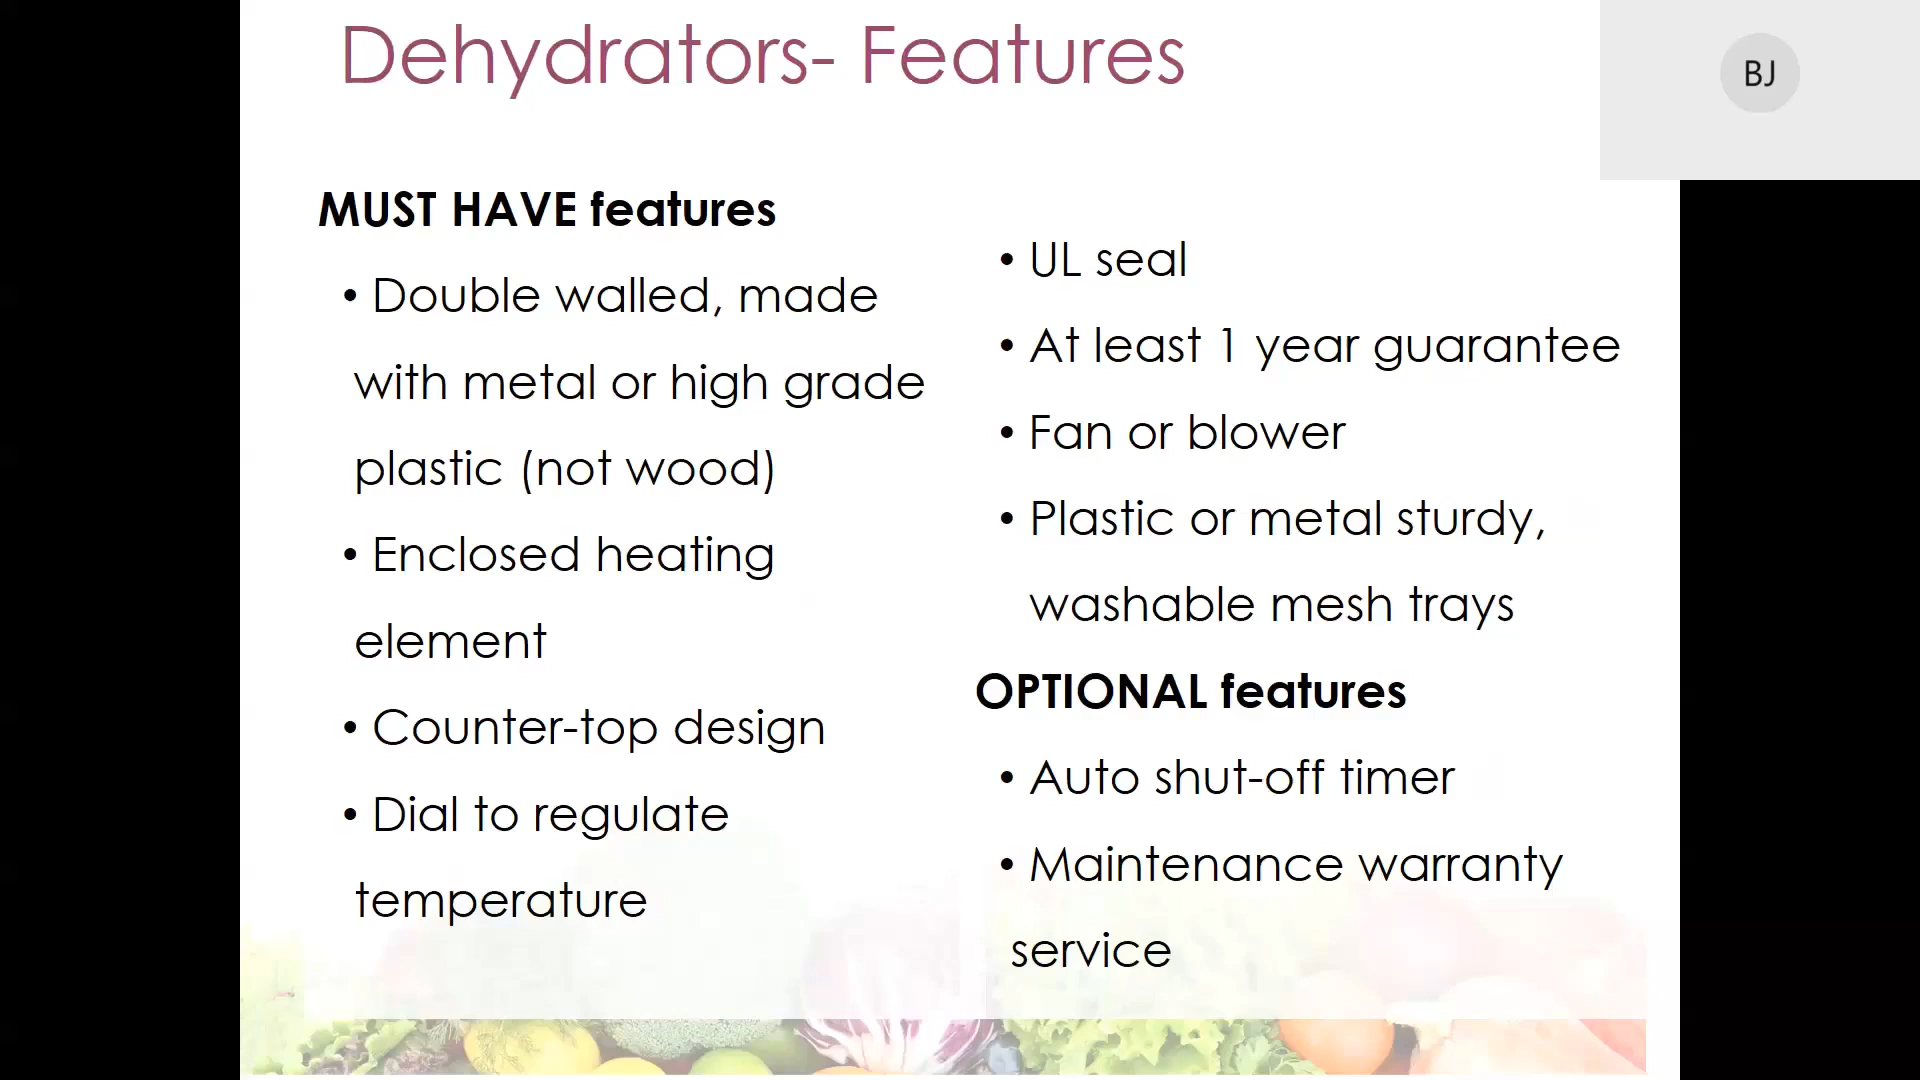 Dehydrators- Features
BJ
MUST HAVE features
• Double walled, made
with metal or high grade
plastic (not wood)
• Enclosed heating
element
• Counter-top design
• Dial to regulate
temperature
• UL seal
• At least 1 year guarantee
• Fan or blower
• Plastic or metal sturdy,
washable mesh trays
OPTIONAL features
• Auto shut-off timer
• Maintenance warranty
service